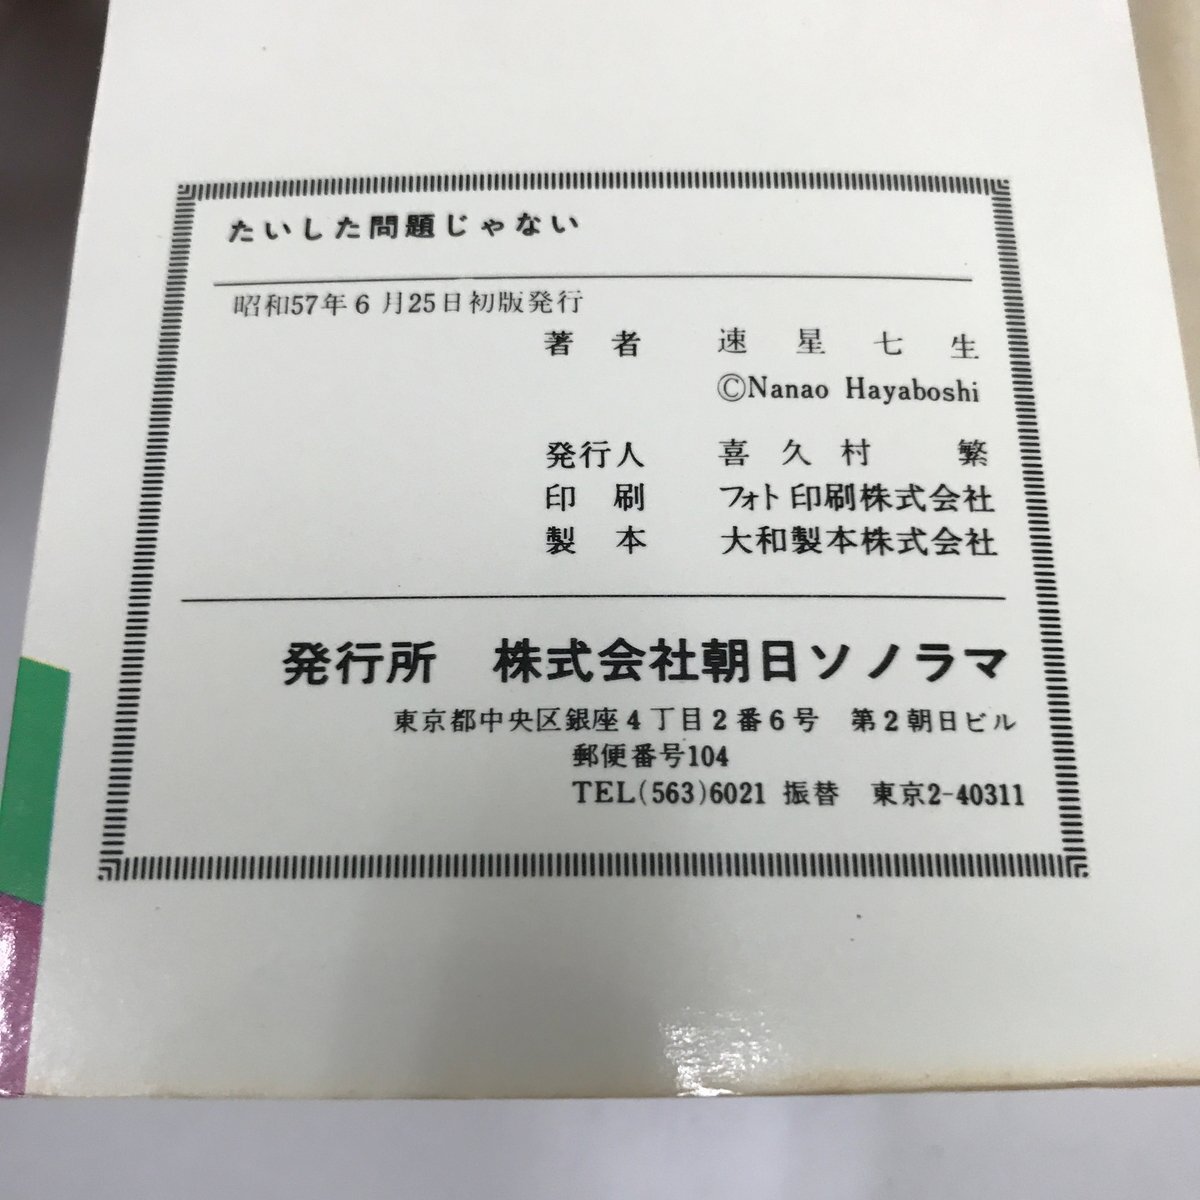 たいした問題じゃない
昭和57年6月25日初版発行
著者 速星七生
©Nanao Hayaboshi
発行人 喜久村 繁
印刷 フォト印刷株式会社
製本 大和製本株式会社
発行所 株式会社朝日ソノラマ
東京都中央区銀座4丁目2番6号 第2朝日ビル
郵便番号104
TEL(563)6021 振替 東京2-40311